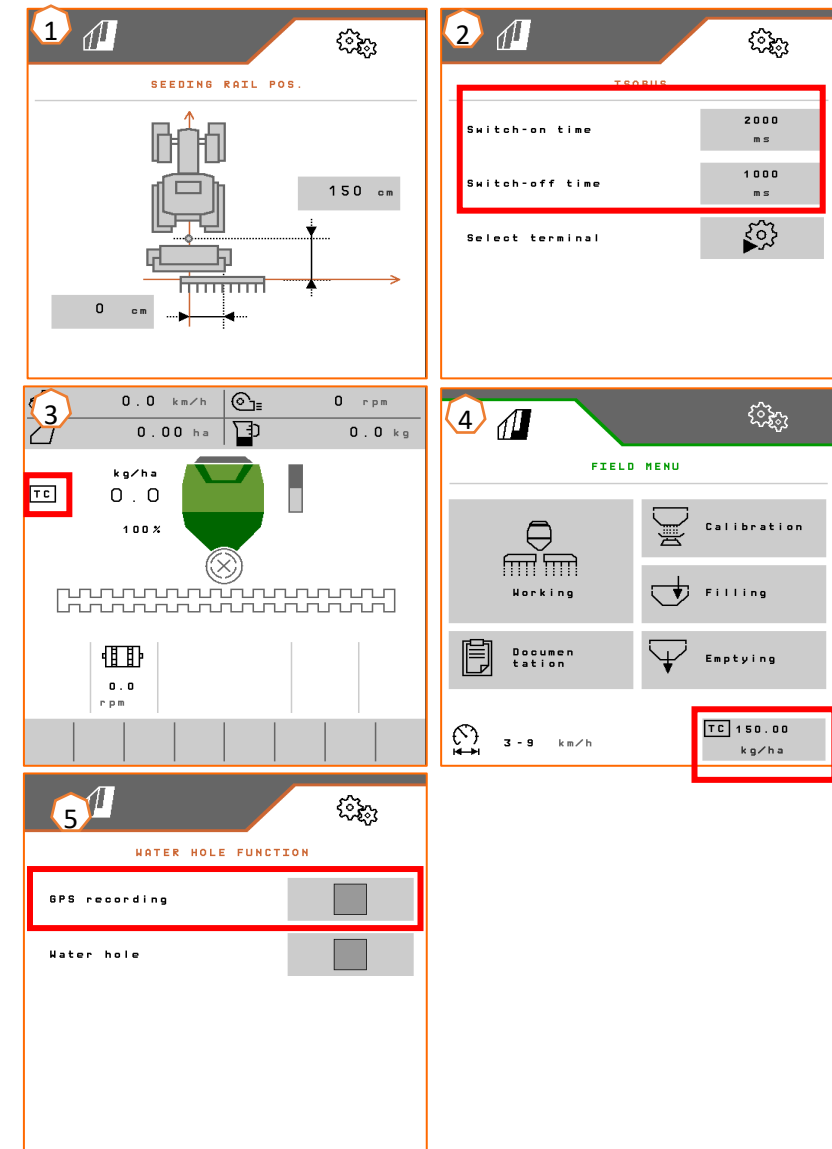 1
SEEDING RAIL POS.
150 cm
0 cm
2
ISOBUS
Switch-on time
2000
ms
Switch-off time
1000
ms
Select terminal
3
0.0 km/h
0 rpm
0.00 ha
0.0 kg
TC
kg/ha
0.0
100%
0.0
rpm
4
FIELD MENU
Working
Calibration
Filling
Documen
tation
Emptying
3-9 km/h
TC 150.00
kg/ha
5
WATER HOLE FUNCTION
GPS recording
Water hole